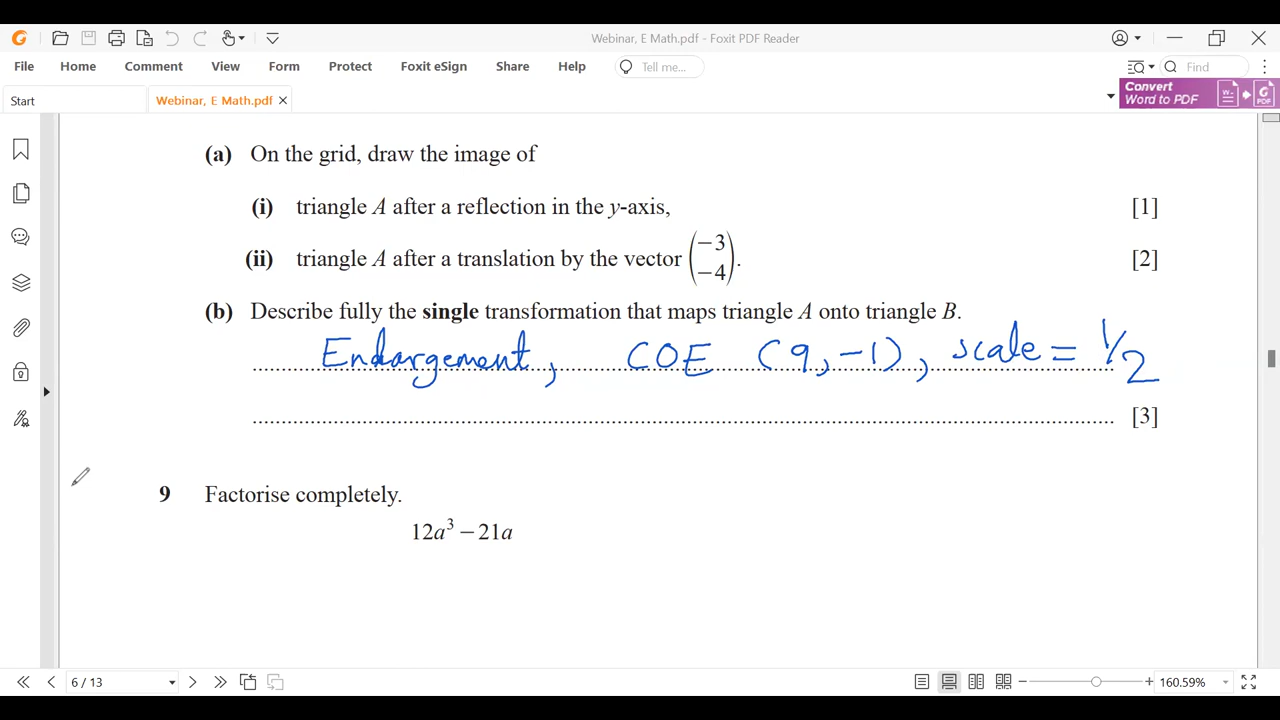 Webinar, E Math.pdf - Foxit PDF Reader
File Home Comment View Form Protect Foxit eSign Share Help Tell me... Find
Start Webinar, E Math.pdf
Convert
Word to PDF
(a) On the grid, draw the image of
(i) triangle A after a reflection in the y-axis, [1]
(ii) triangle A after a translation by the vector (−3 −4). [2]
(b) Describe fully the single transformation that maps triangle A onto triangle B.
Enlargement, COE (9, -1), scale = 1/2
[3]
9 Factorise completely.
12a³ − 21a
6 / 13 160.59%